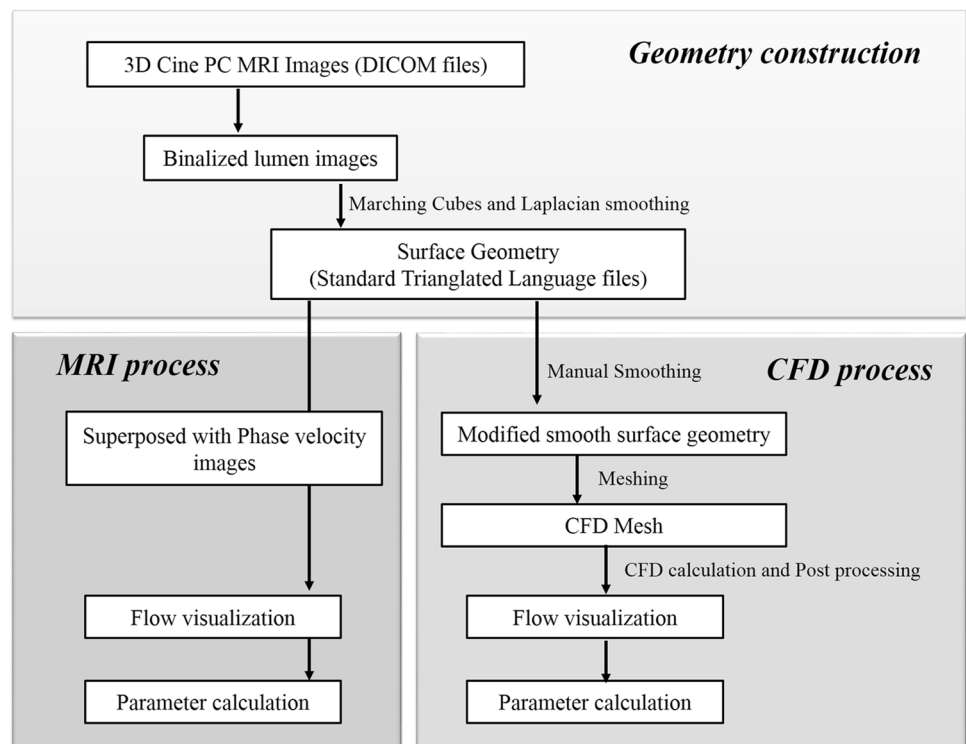 Geometry construction
3D Cine PC MRI Images (DICOM files)
Binalized lumen images
Marching Cubes and Laplacian smoothing
Surface Geometry
(Standard Trianglated Language files)
MRI process
Superposed with Phase velocity
images
Flow visualization
Parameter calculation
CFD process
Manual Smoothing
Modified smooth surface geometry
Meshing
CFD Mesh
CFD calculation and Post processing
Flow visualization
Parameter calculation